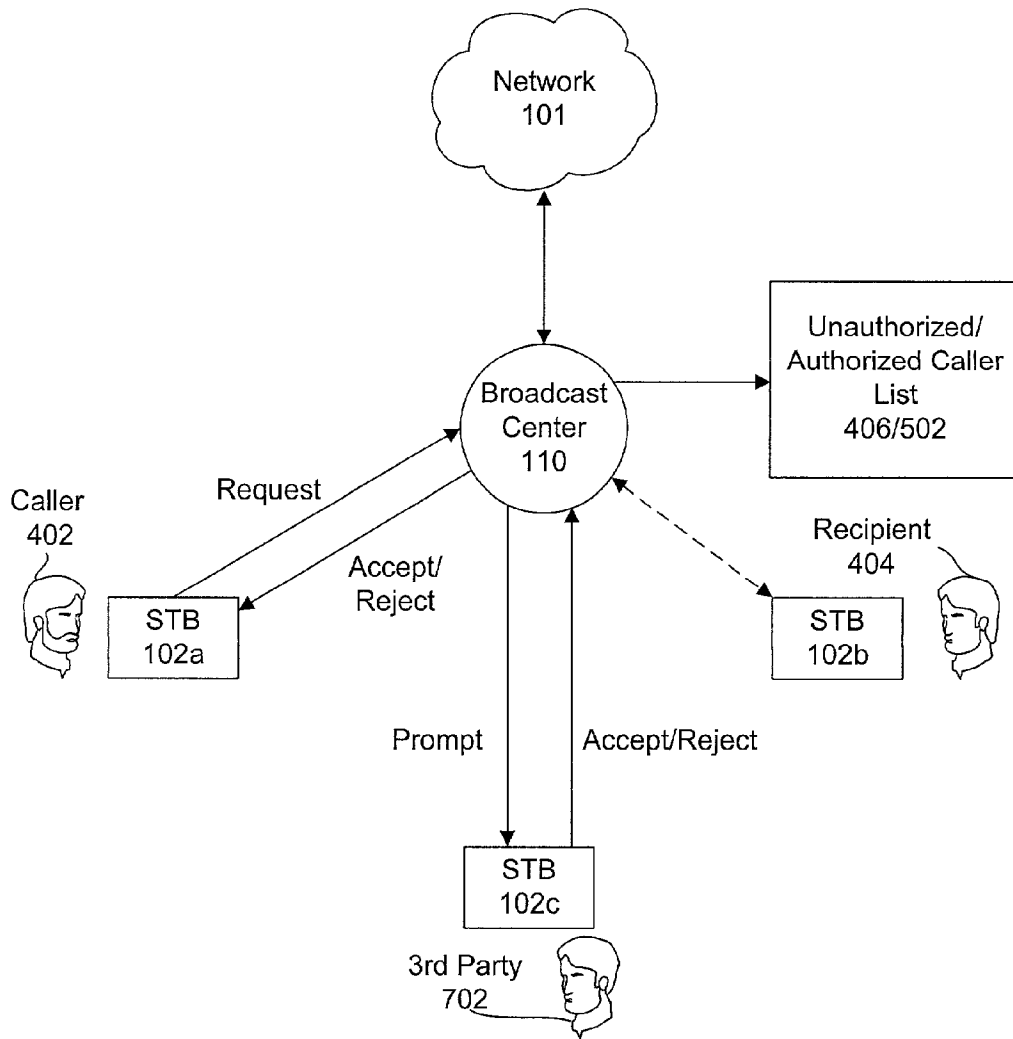 Network
101
Unauthorized/
Authorized Caller
List
406/502
Broadcast
Center
110
Request
Caller
402
Accept/
Reject
Recipient
404
STB
102a
STB
102b
Prompt
Accept/Reject
STB
102c
3rd Party
702